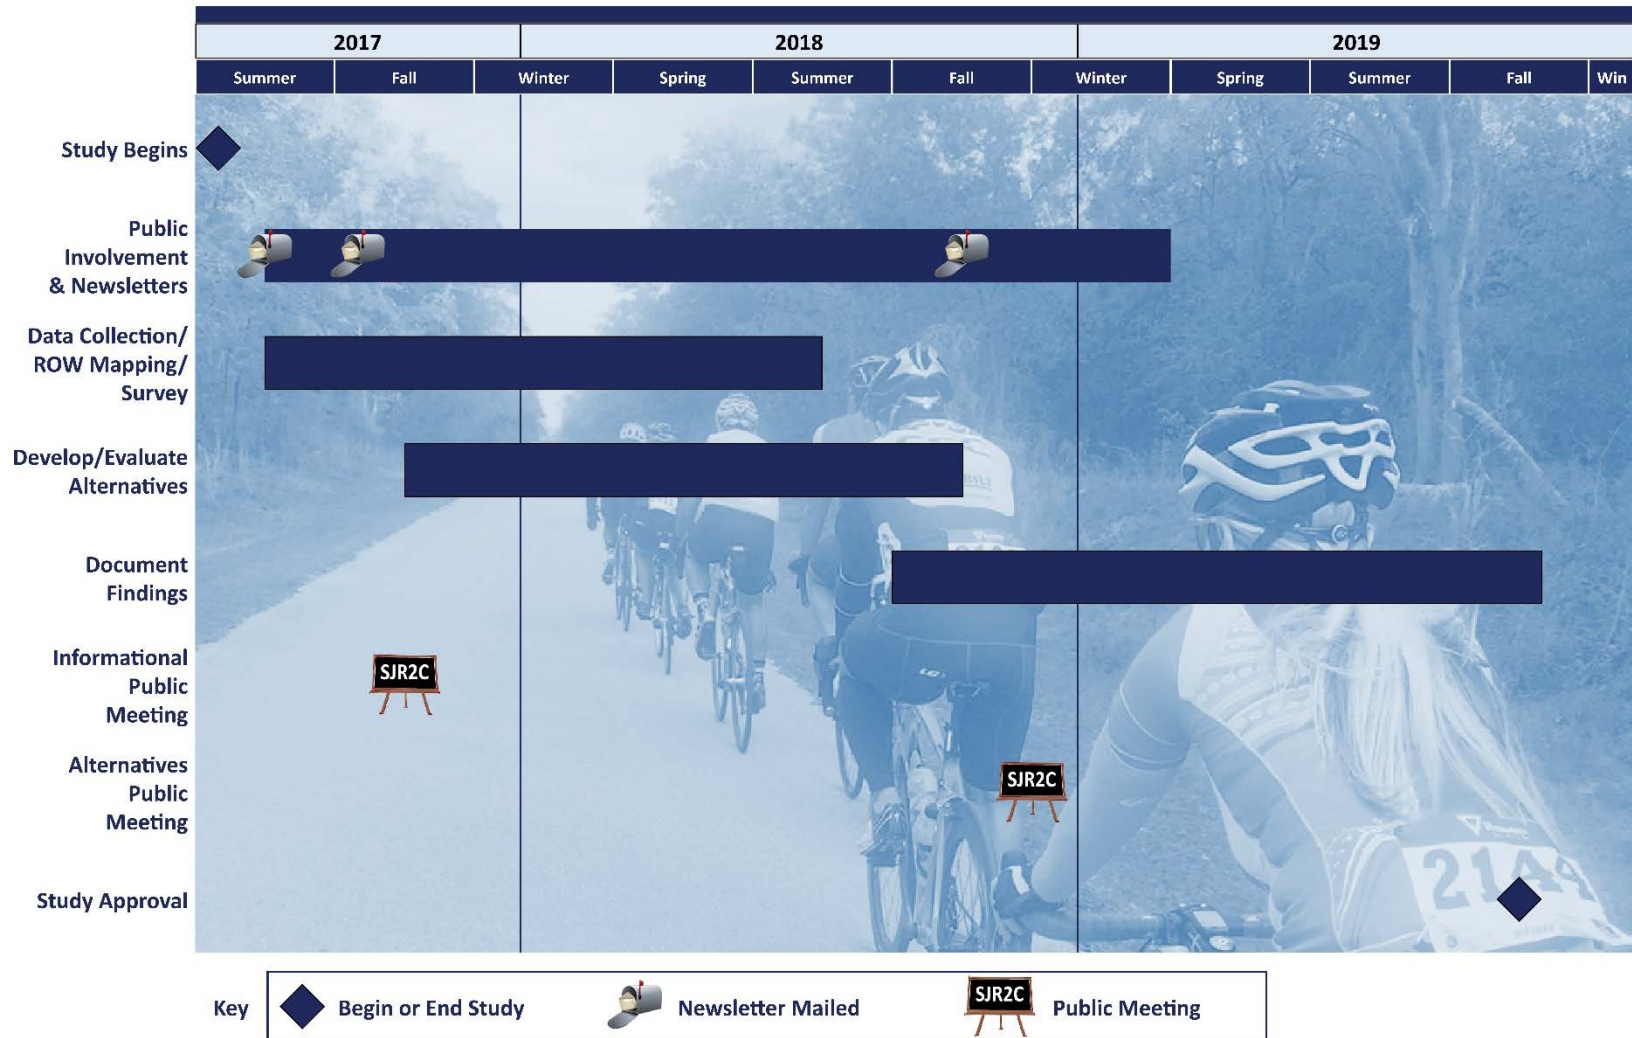 2017 2018 2019
Summer Fall Winter Spring Summer Fall Winter Spring Summer Fall Win
Study Begins
Public
Involvement
& Newsletters
Data Collection/
ROW Mapping/
Survey
Develop/Evaluate
Alternatives
Document
Findings
Informational
Public
Meeting
SJR2C
Alternatives
Public
Meeting
SJR2C
Study Approval
2144
Key
Begin or End Study
Newsletter Mailed
SJR2C
Public Meeting